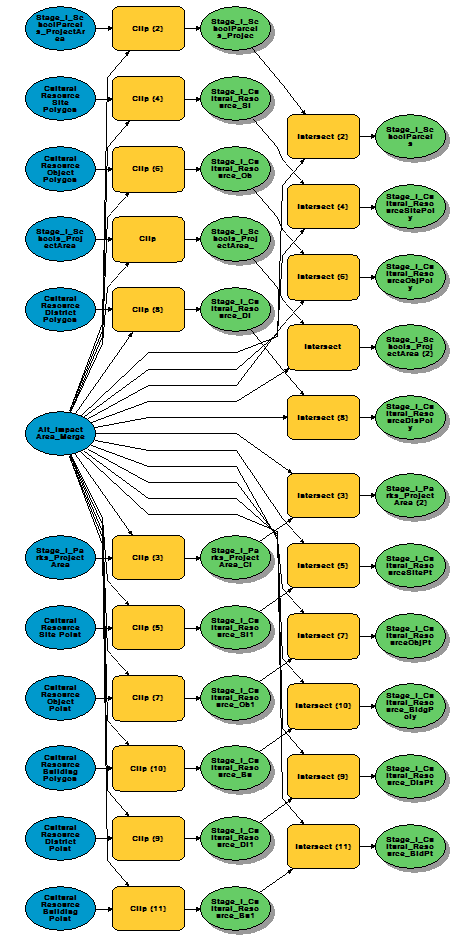 Stage_I_Sc
hoolParcel
s_ProjectAr
ea
Clip (2)
Stage_I_Sc
hoolParcel
s_Projec
Cultural
Resource
Site
Polygon
Clip (4)
Stage_I_Cu
ltural_Reso
urce_Si
Intersect (2)
Stage_I_Sc
hoolParcel
s
Cultural
Resource
Object
Polygon
Clip (6)
Stage_I_Cu
ltural_Reso
urce_Ob
Intersect (4)
Stage_I_Cu
ltural_Reso
urceSitePol
y
Stage_I_Sc
hools_Proj
ectArea
Clip
Stage_I_Sc
hools_Proj
ectArea_
Intersect (6)
Stage_I_Cu
ltural_Reso
urceObjPol
y
Cultural
Resource
District
Polygon
Clip (8)
Stage_I_Cu
ltural_Reso
urce_Di
Intersect
Stage_I_Sc
hools_Proj
ectArea (2)
Alt_Impact
Area_Merge
Intersect (8)
Stage_I_Cu
ltural_Reso
urceDisPol
y
Intersect (3)
Stage_I_Pa
rks_Project
Area (2)
Stage_I_Pa
rks_Project
Area
Clip (3)
Stage_I_Pa
rks_Project
Area_Cl
Intersect (5)
Stage_I_Cu
ltural_Reso
urceSitePt
Cultural
Resource
Site Point
Clip (5)
Stage_I_Cu
ltural_Reso
urce_Si1
Intersect (7)
Stage_I_Cu
ltural_Reso
urceObjPt
Cultural
Resource
Object
Point
Clip (7)
Stage_I_Cu
ltural_Reso
urce_Ob1
Intersect (10)
Stage_I_Cu
ltural_Reso
urce_BldgP
oly
Cultural
Resource
Building
Polygon
Clip (10)
Stage_I_Cu
ltural_Reso
urce_Bu
Intersect (9)
Stage_I_Cu
ltural_Reso
urce_DisPt
Cultural
Resource
District
Point
Clip (9)
Stage_I_Cu
ltural_Reso
urce_Di1
Intersect (11)
Stage_I_Cu
ltural_Reso
urce_BldPt
Cultural
Resource
Building
Point
Clip (11)
Stage_I_Cu
ltural_Reso
urce_Bu1